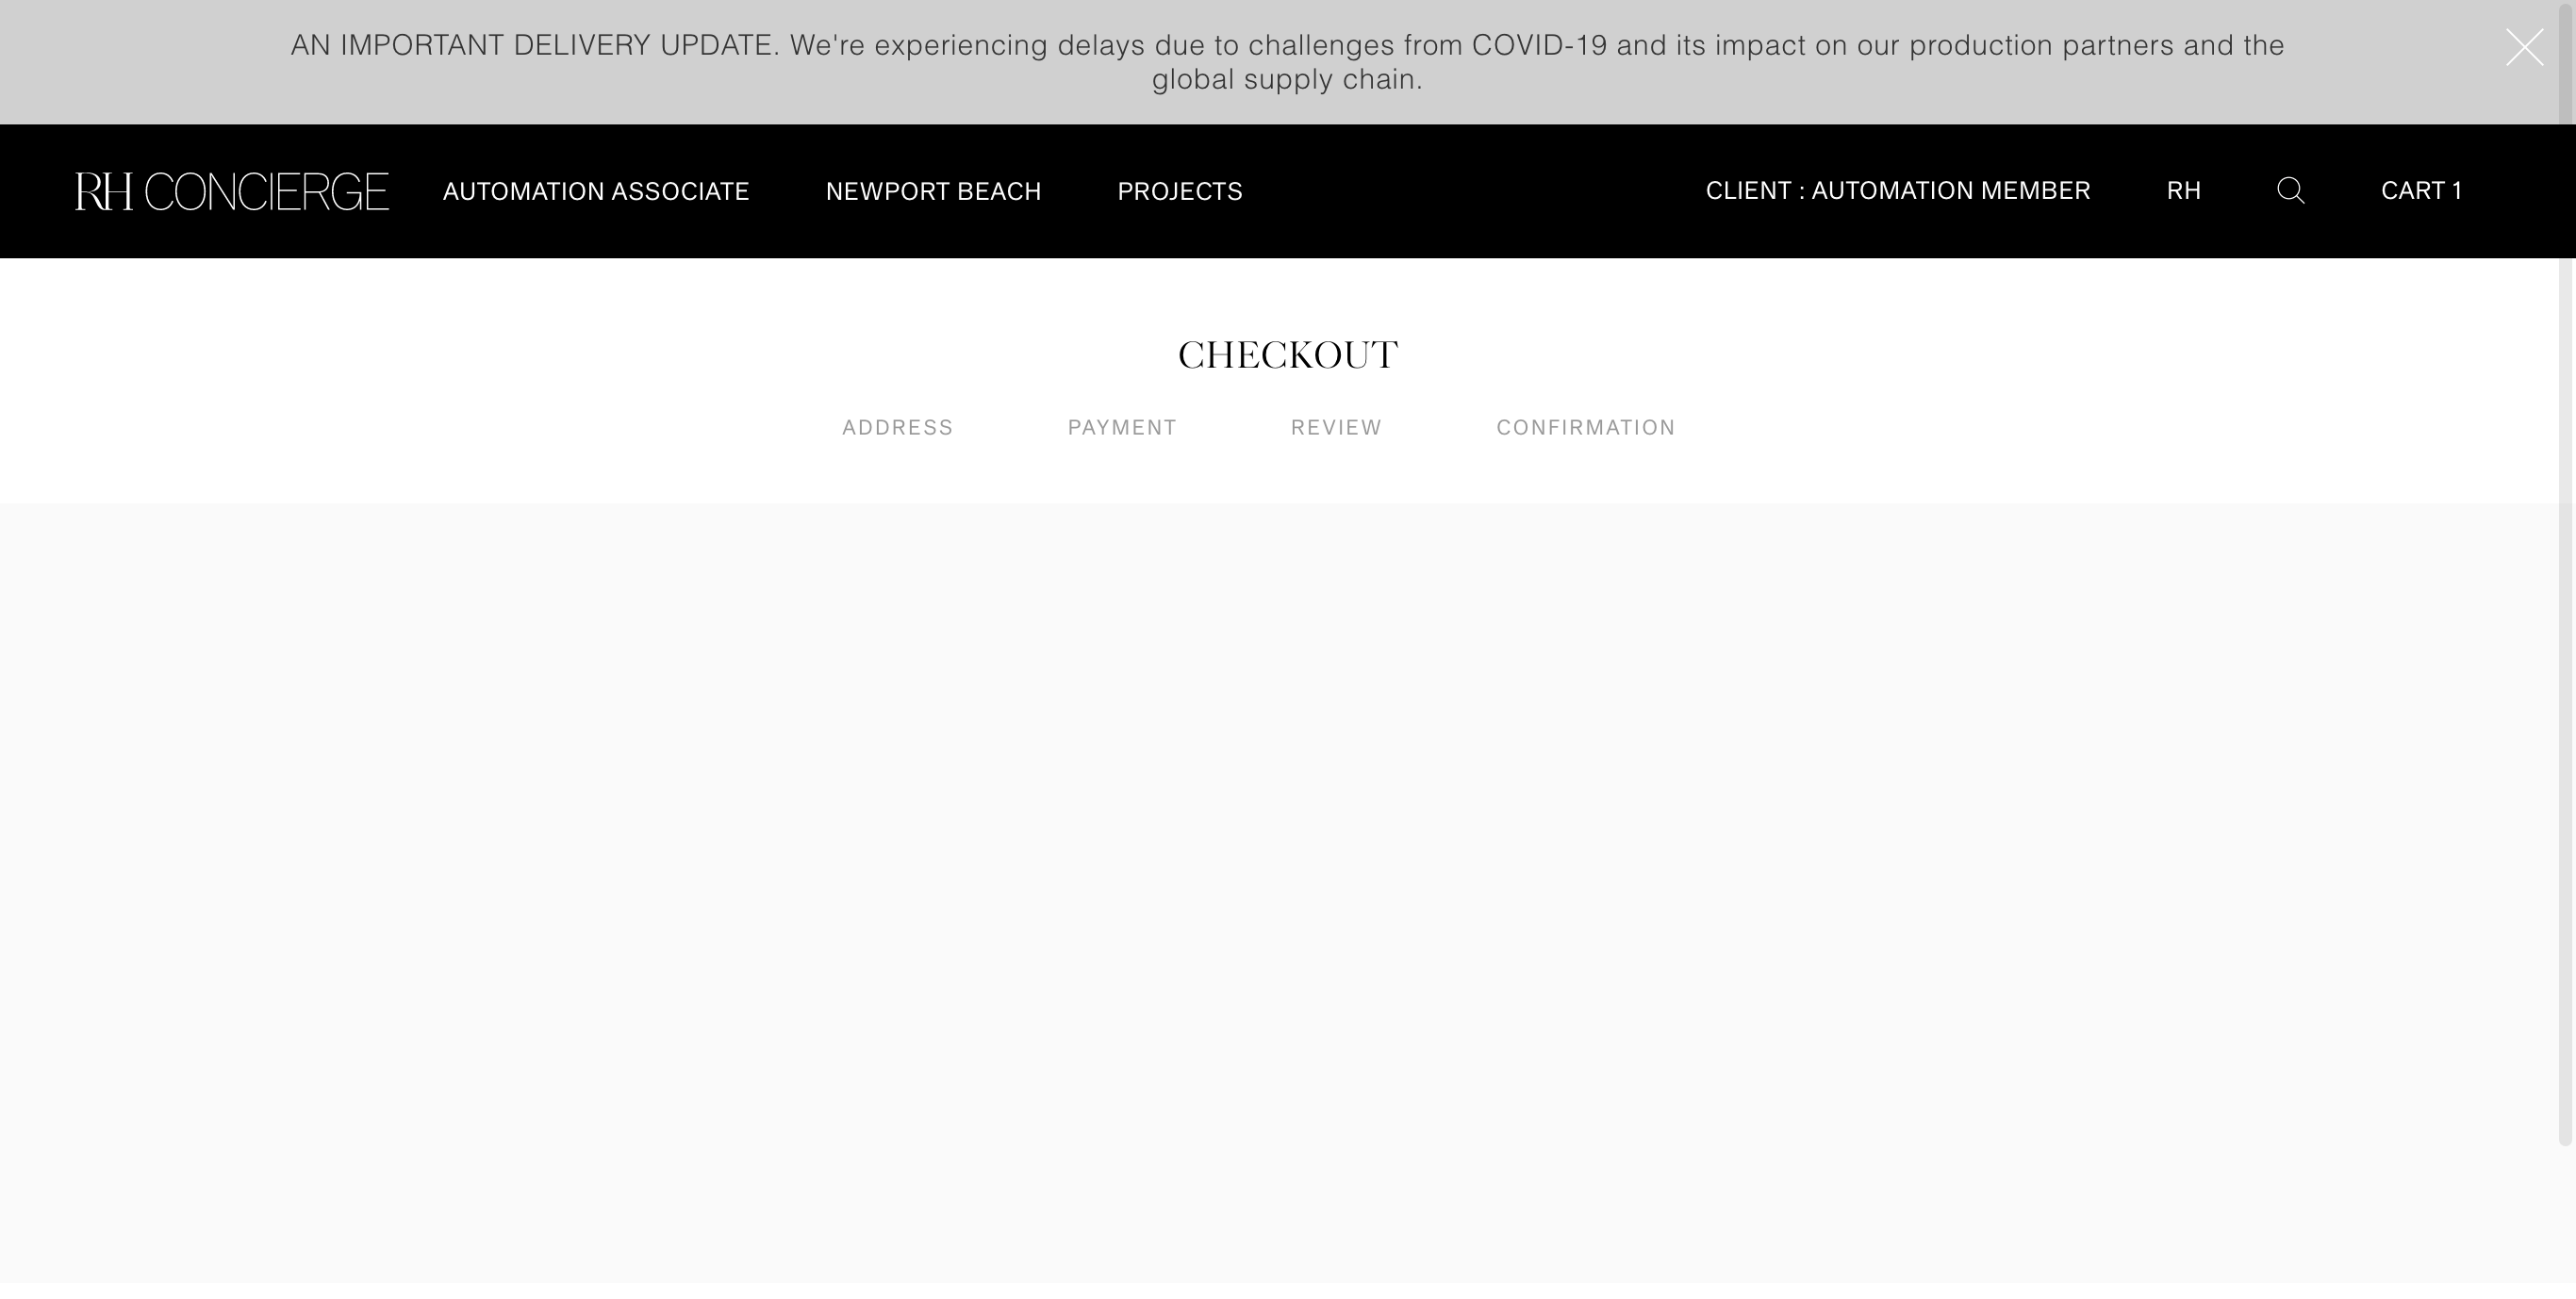 AN IMPORTANT DELIVERY UPDATE. We're experiencing delays due to challenges from COVID-19 and its impact on our production partners and the
global supply chain.
RH CONCIERGE AUTOMATION ASSOCIATE NEWPORT BEACH PROJECTS CLIENT : AUTOMATION MEMBER RH CART 1
CHECKOUT
ADDRESS PAYMENT REVIEW CONFIRMATION